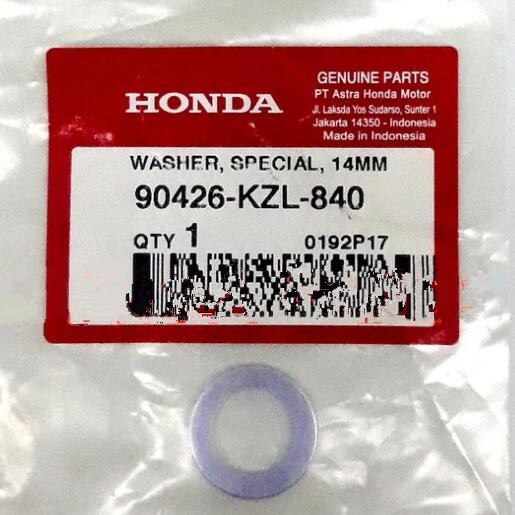 HONDA
GENUINE PARTS
PT Astra Honda Motor
Jl. Laksda Yos Sudarso, Sunter 1
Jakarta 14350 - Indonesia
Made in Indonesia
WASHER, SPECIAL, 14MM
90426-KZL-840
QTY 1 0192P17